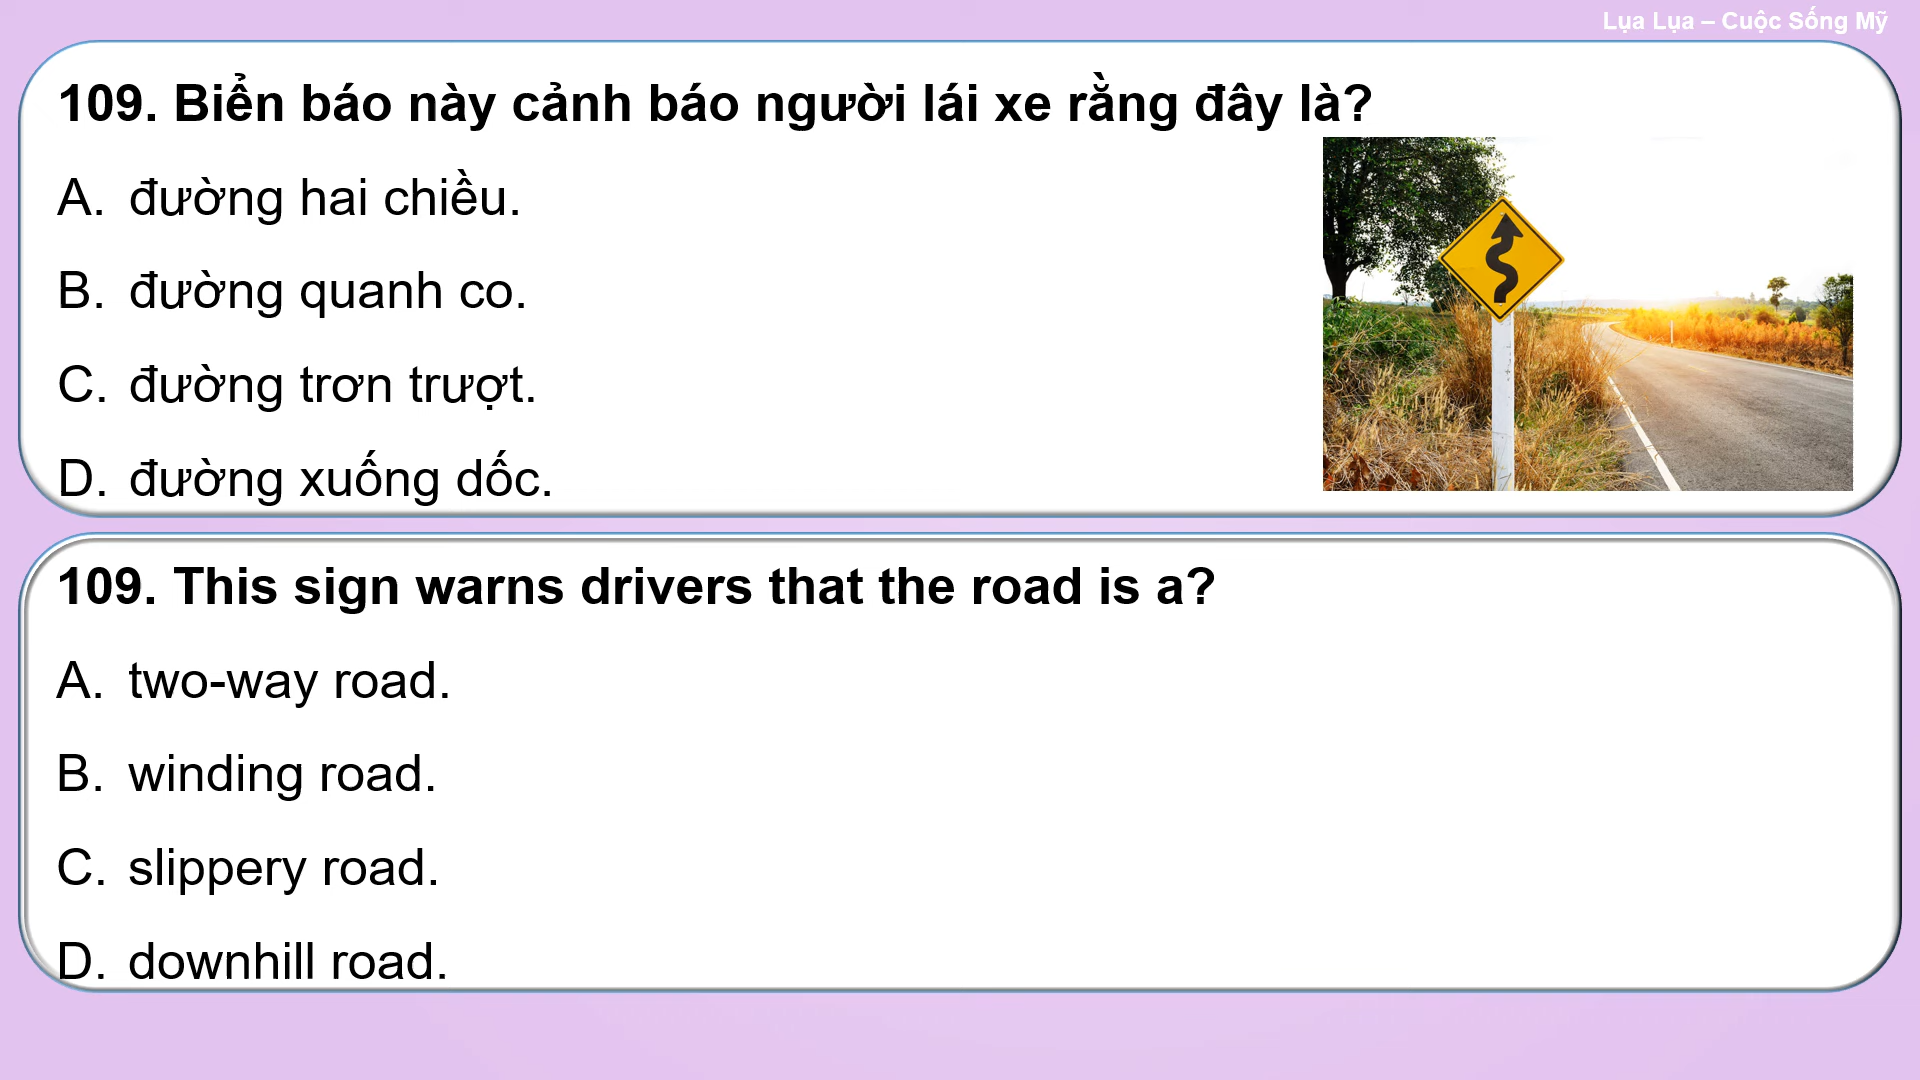 Lụa Lụa – Cuộc Sống Mỹ
109. Biển báo này cảnh báo người lái xe rằng đây là?
A. đường hai chiều.
B. đường quanh co.
C. đường trơn trượt.
D. đường xuống dốc.
109. This sign warns drivers that the road is a?
A. two-way road.
B. winding road.
C. slippery road.
D. downhill road.